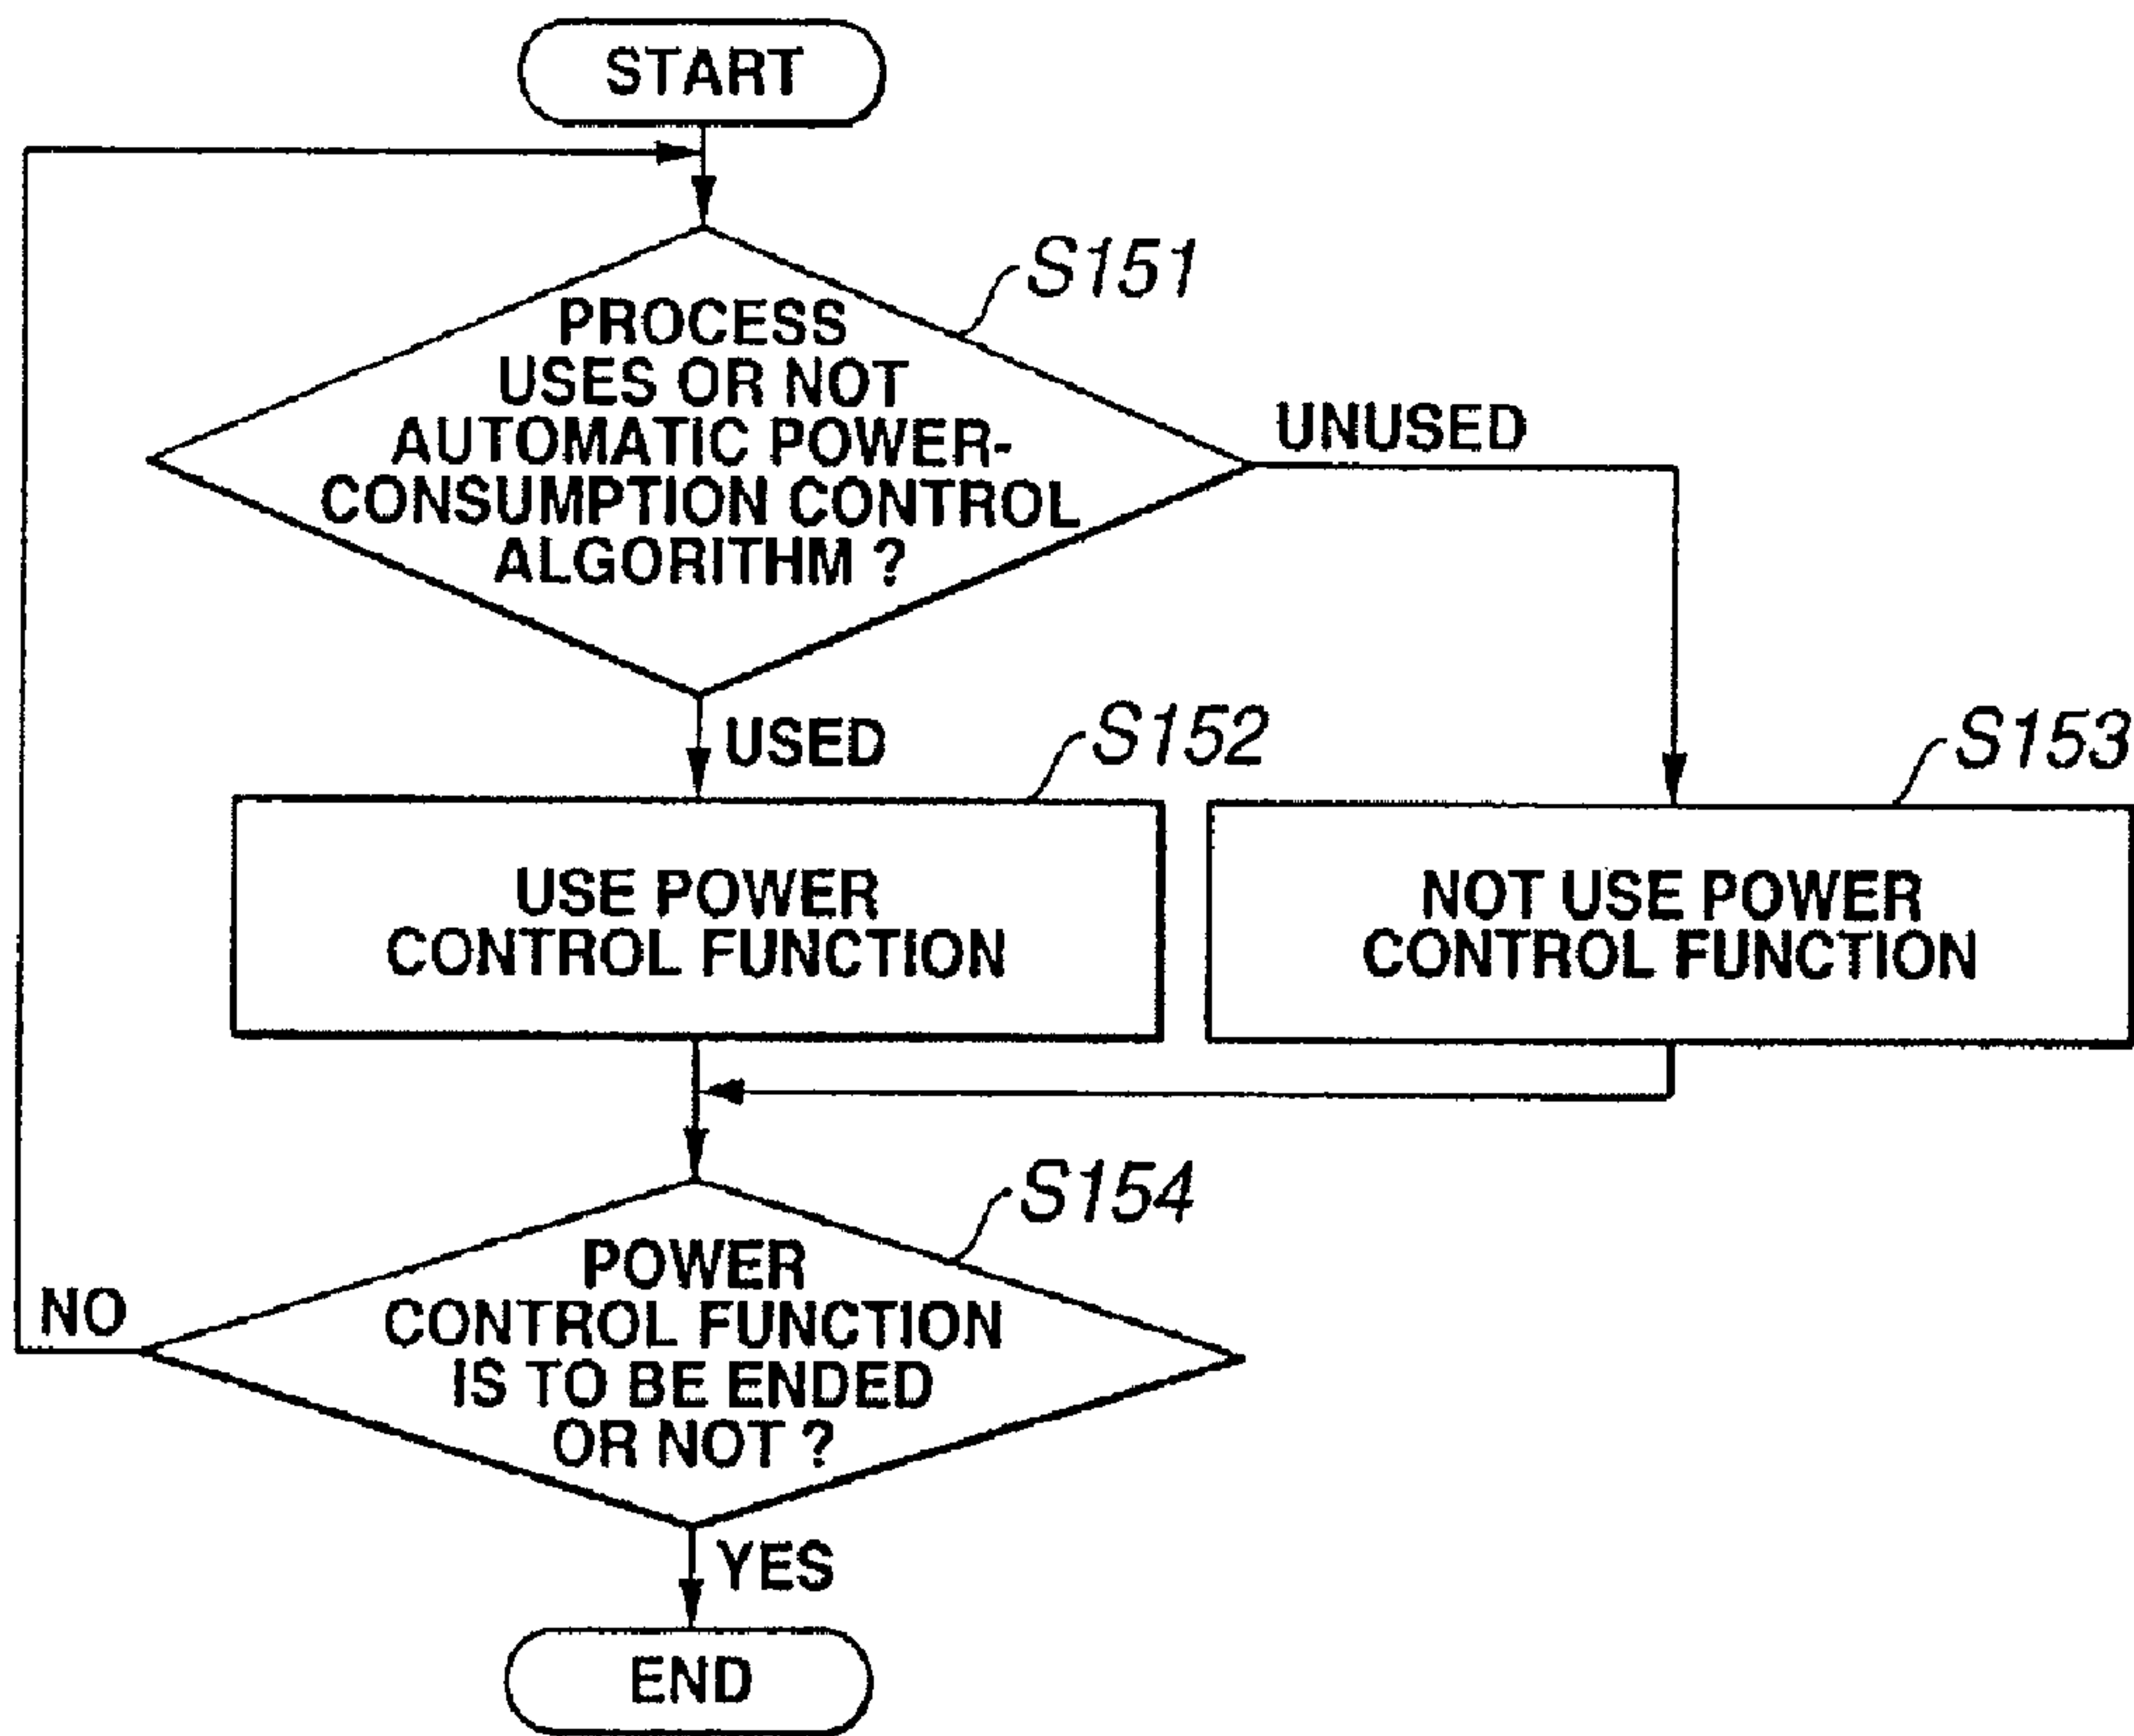 START
S151
PROCESS
USES OR NOT
AUTOMATIC POWER-
CONSUMPTION CONTROL
ALGORITHM ?
UNUSED
USED
S152
S153
USE POWER
CONTROL FUNCTION
NOT USE POWER
CONTROL FUNCTION
S154
POWER
CONTROL FUNCTION
IS TO BE ENDED
OR NOT ?
NO
YES
END